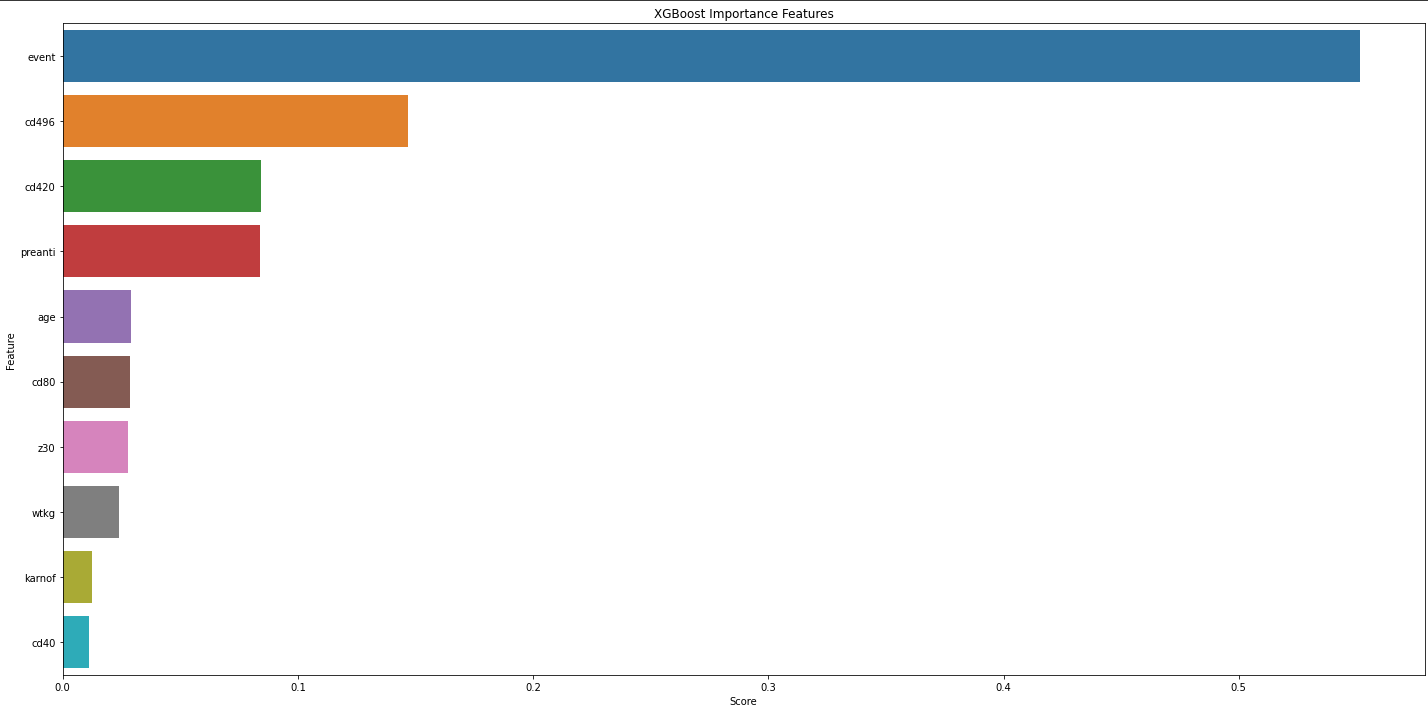 XGBoost Importance Features
event
cd496
cd420
preanti
age
cd80
z30
wtkg
karnof
cd40
Feature
0.0 0.1 0.2 0.3 0.4 0.5
Score